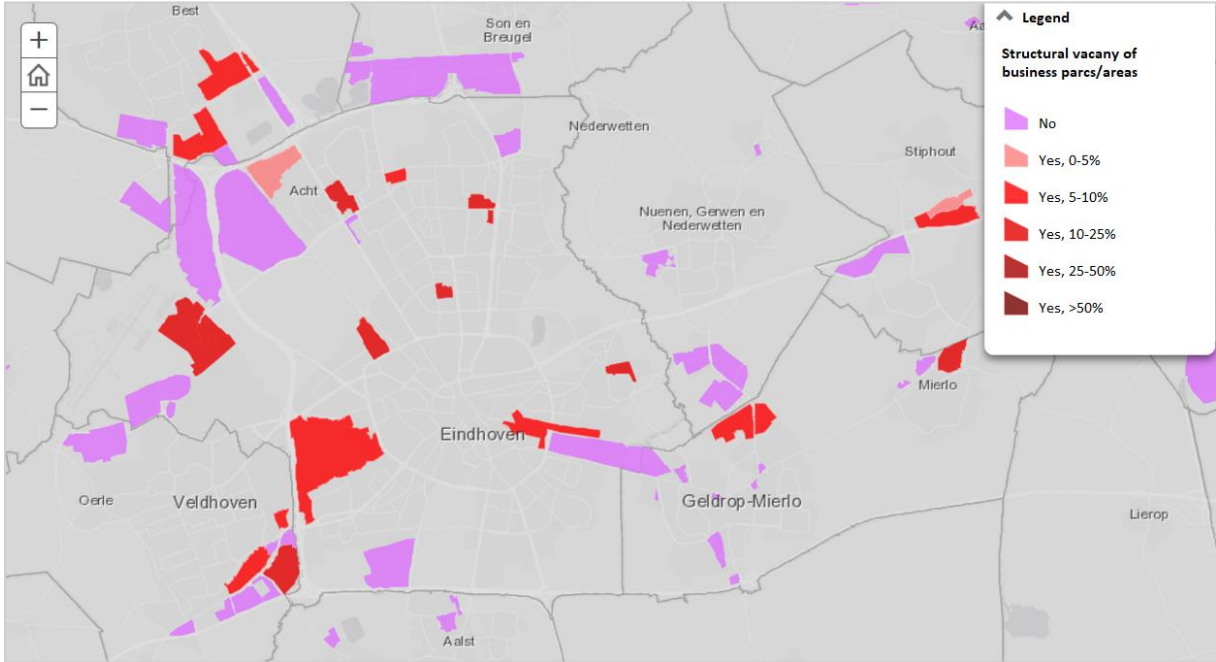 Best
Son en
Breugel
Aa
Legend
Structural vacancy of
business parcs/areas
No
Yes, 0-5%
Yes, 5-10%
Yes, 10-25%
Yes, 25-50%
Yes, >50%
+
−
Nederwetten
Stiphout
Acht
Nuenen, Gerwen en
Nederwetten
Mierlo
Eindhoven
Oerle
Veldhoven
Geldrop-Mierlo
Lierop
Aalst